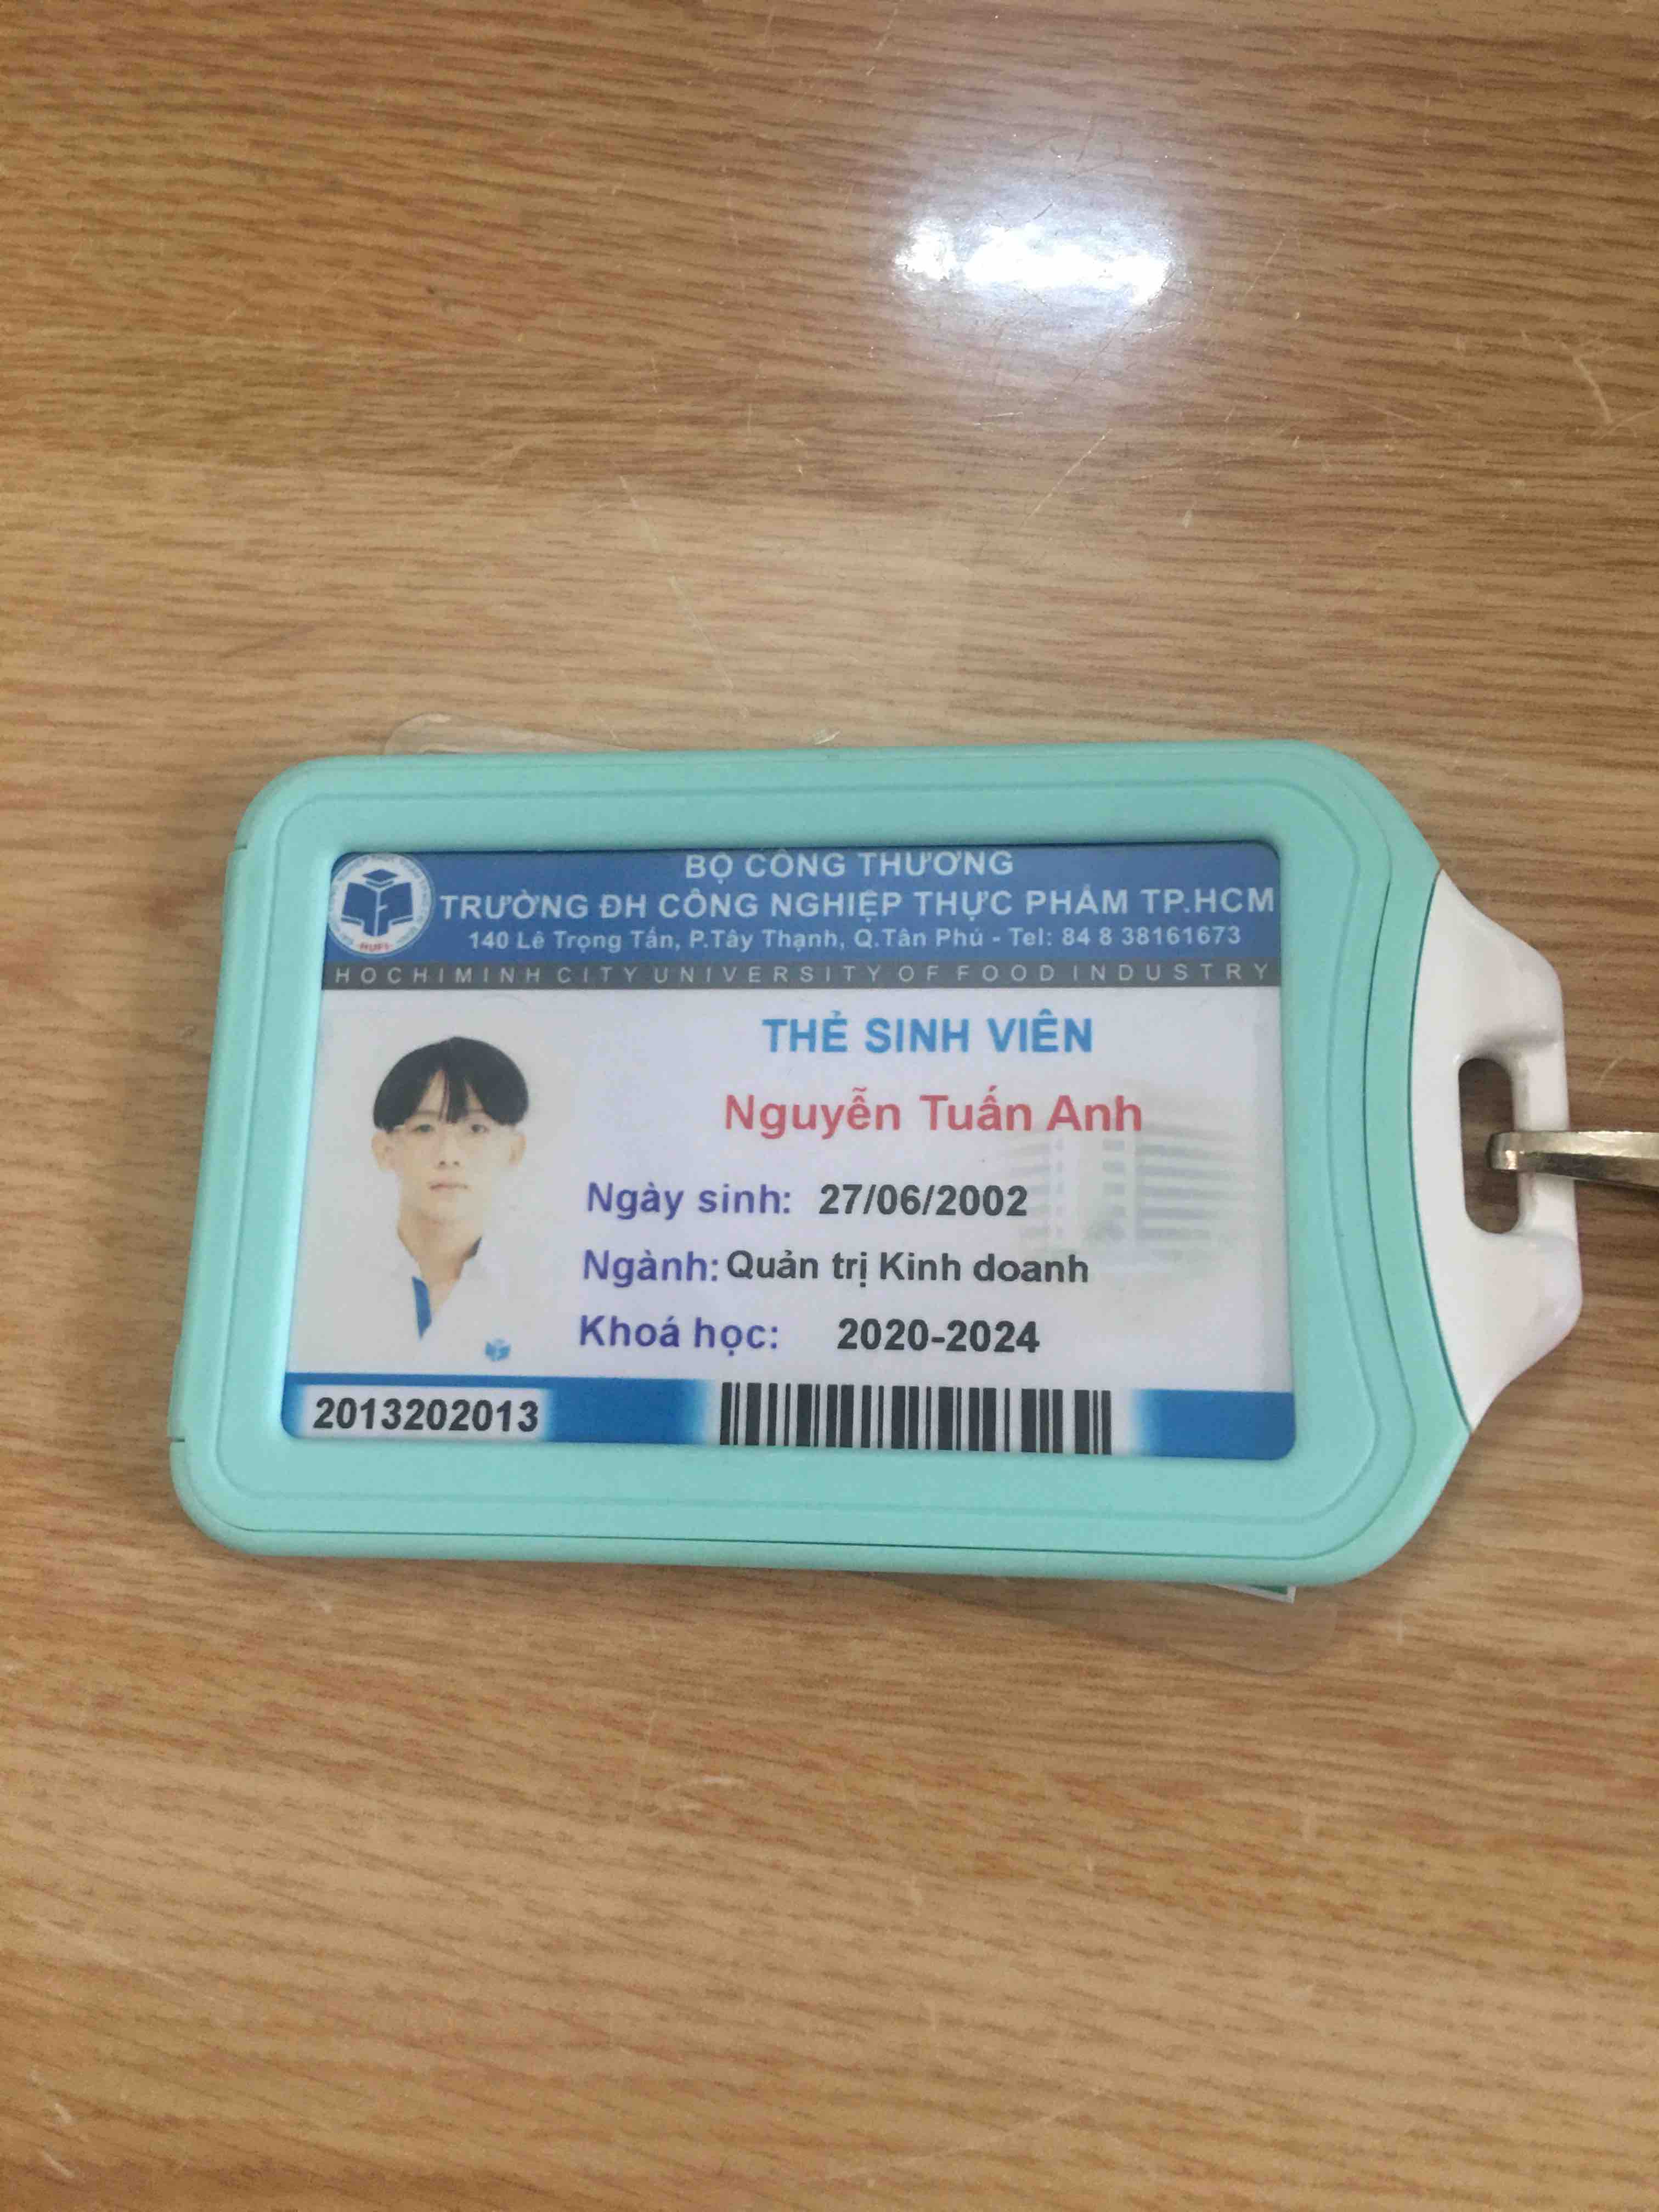 BỘ CÔNG THƯƠNG
TRƯỜNG ĐH CÔNG NGHIỆP THỰC PHẨM TP.HCM
140 Lê Trọng Tấn, P.Tây Thạnh, Q.Tân Phú - Tel: 84 8 38161673
HOCHIMINH CITY UNIVERSITY OF FOOD INDUSTRY
HUFI
THẺ SINH VIÊN
Nguyễn Tuấn Anh
Ngày sinh: 27/06/2002
Ngành: Quản trị Kinh doanh
Khoá học: 2020-2024
2013202013